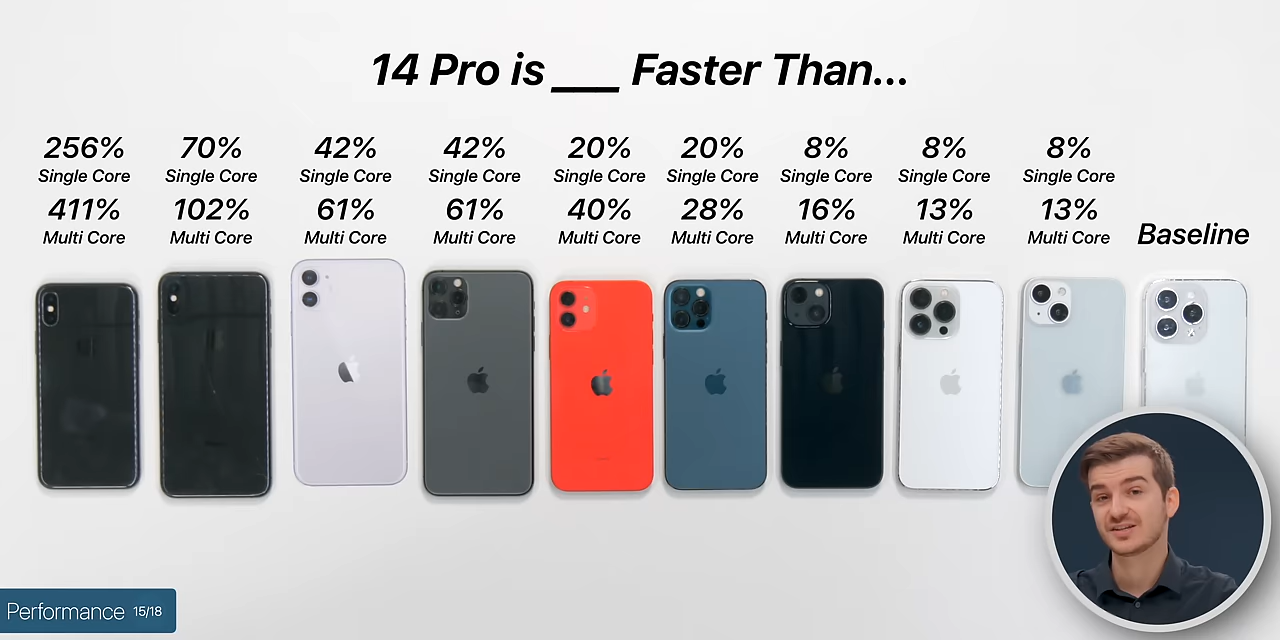 14 Pro is ___ Faster Than...
256%
Single Core
411%
Multi Core
70%
Single Core
102%
Multi Core
42%
Single Core
61%
Multi Core
42%
Single Core
61%
Multi Core
20%
Single Core
40%
Multi Core
20%
Single Core
28%
Multi Core
8%
Single Core
16%
Multi Core
8%
Single Core
13%
Multi Core
8%
Single Core
13%
Multi Core
Baseline
Performance 15/18